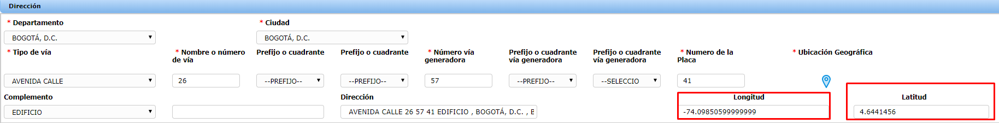 Dirección
* Departamento * Ciudad
BOGOTÁ, D.C. BOGOTÁ, D.C.
* Tipo de vía * Nombre o número de vía Prefijo o cuadrante Prefijo o cuadrante * Número vía generadora Prefijo o cuadrante vía generadora Prefijo o cuadrante vía generadora * Numero de la Placa * Ubicación Geográfica
AVENIDA CALLE 26 --PREFIJO-- --PREFIJO-- 57 --PREFIJO-- --SELECCIO 41
Complemento Dirección Longitud Latitud
EDIFICIO AVENIDA CALLE 26 57 41 EDIFICIO , BOGOTÁ, D.C. , B -74.09850599999999 4.6441456